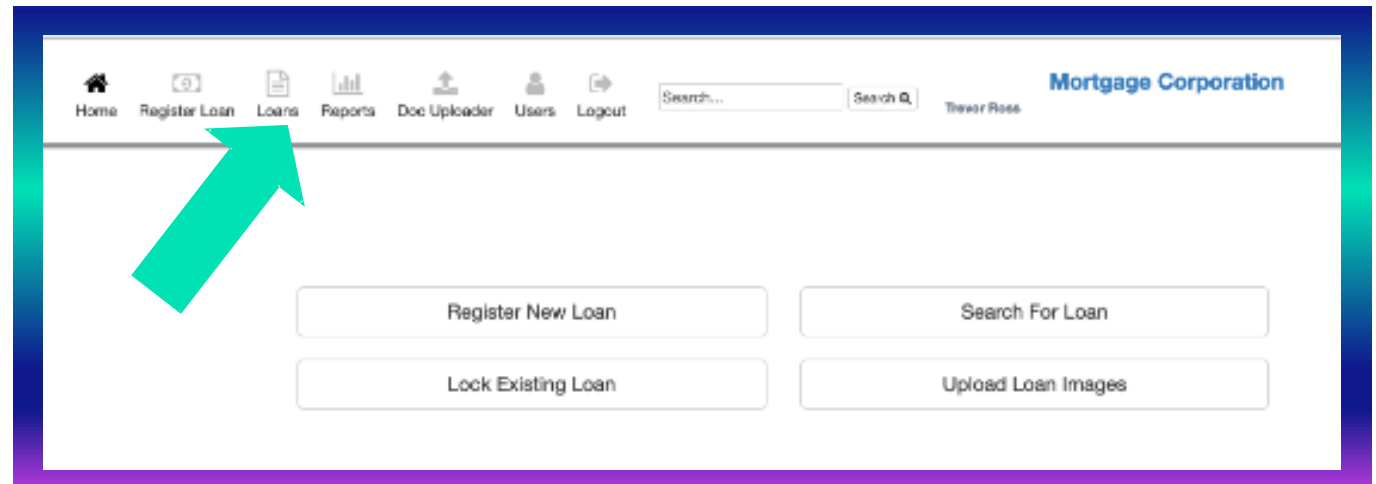 Home Register Loan Loans Reports Doc Uploader Users Logout Search... Search Trevor Ross Mortgage Corporation
Register New Loan Search For Loan
Lock Existing Loan Upload Loan Images